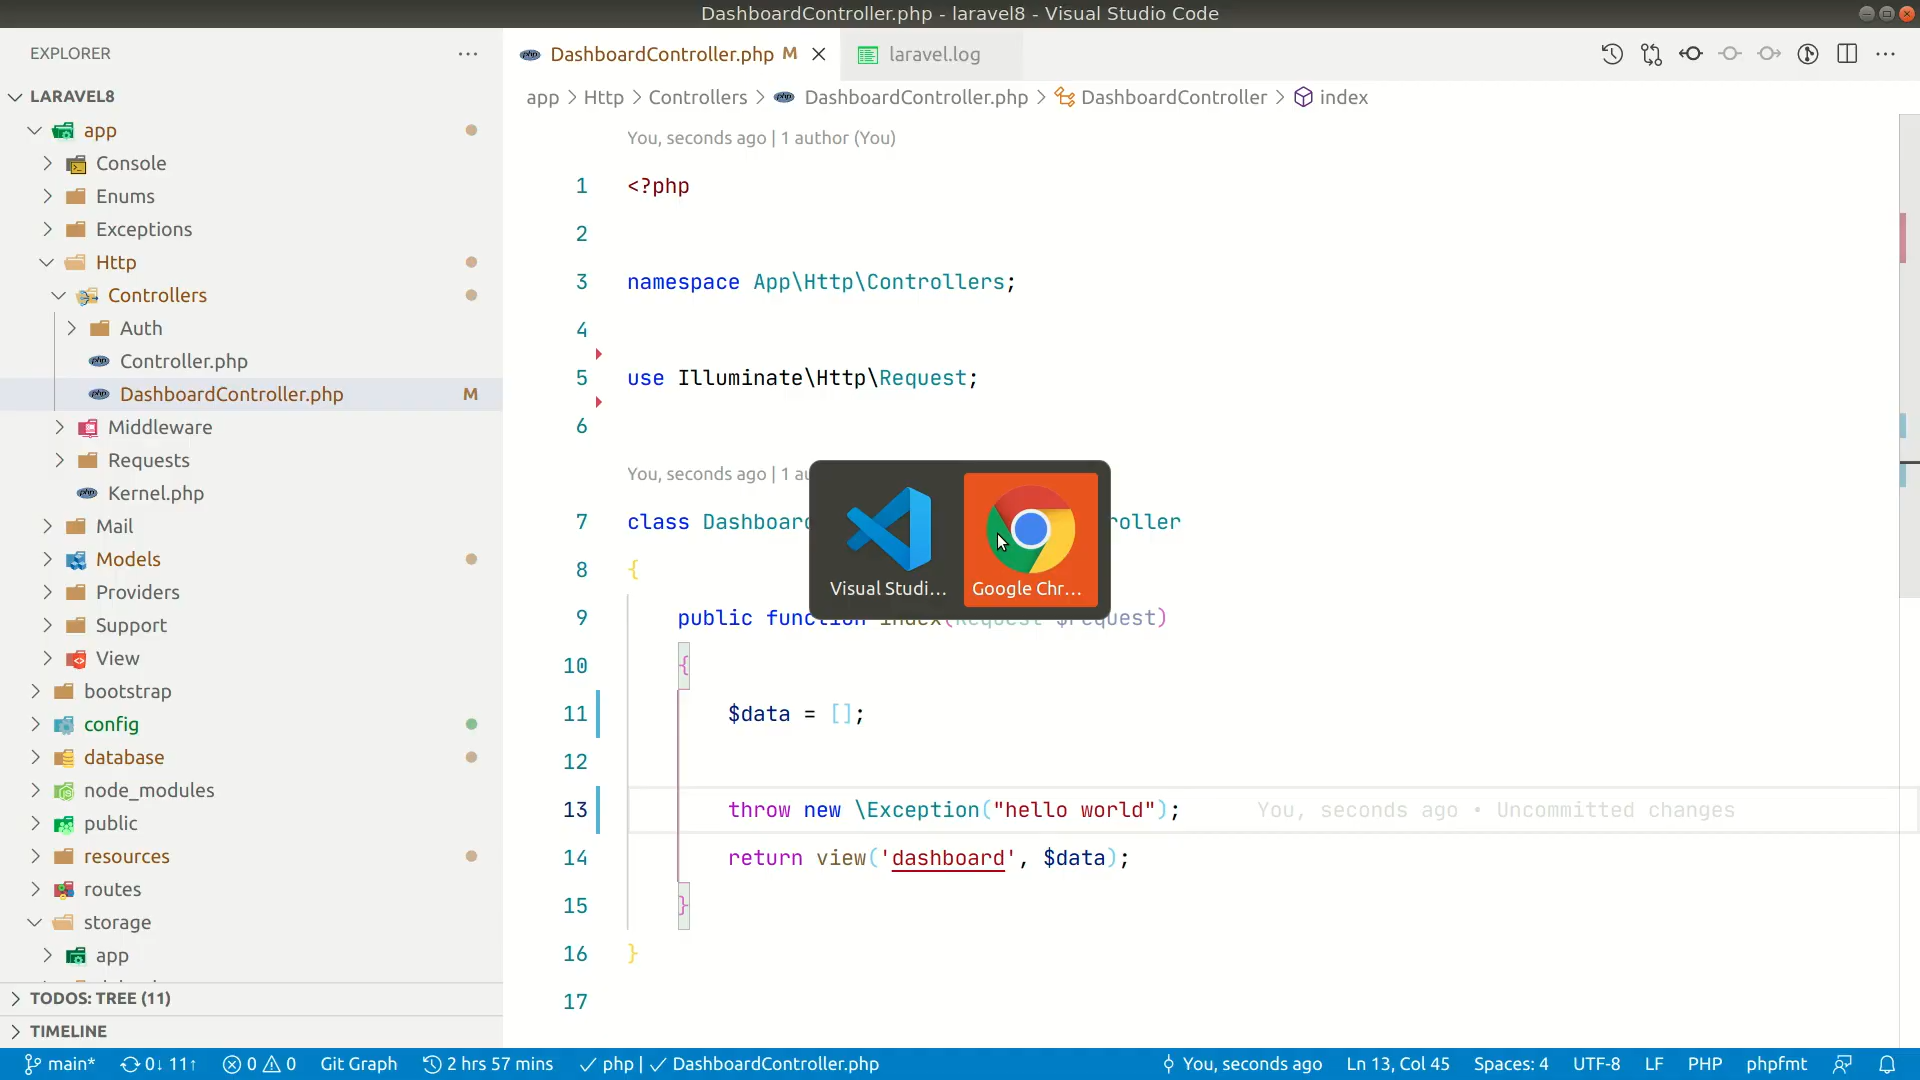 DashboardController.php - laravel8 - Visual Studio Code
EXPLORER
LARAVEL8
app
Console
Enums
Exceptions
Http
Controllers
Auth
Controller.php
DashboardController.php M
Middleware
Requests
Kernel.php
Mail
Models
Providers
Support
View
bootstrap
config
database
node_modules
public
resources
routes
storage
app
TODOS: TREE (11)
TIMELINE
DashboardController.php M
laravel.log
app > Http > Controllers > DashboardController.php > DashboardController > index
You, seconds ago | 1 author (You)
1 <?php
2
3 namespace App\Http\Controllers;
4
5 use Illuminate\Http\Request;
6
You, seconds ago | 1
7 class
8 {
9 public function index(Request $request)
10 {
11 $data = [];
12
13 throw new \Exception("hello world"); You, seconds ago • Uncommitted changes
14 return view('dashboard', $data);
15 }
16 }
17
Visual Studi...
Google Chr...
main* 0↓ 11↑ 0 0 Git Graph 2 hrs 57 mins php | DashboardController.php You, seconds ago Ln 13, Col 45 Spaces: 4 UTF-8 LF PHP phpfmt